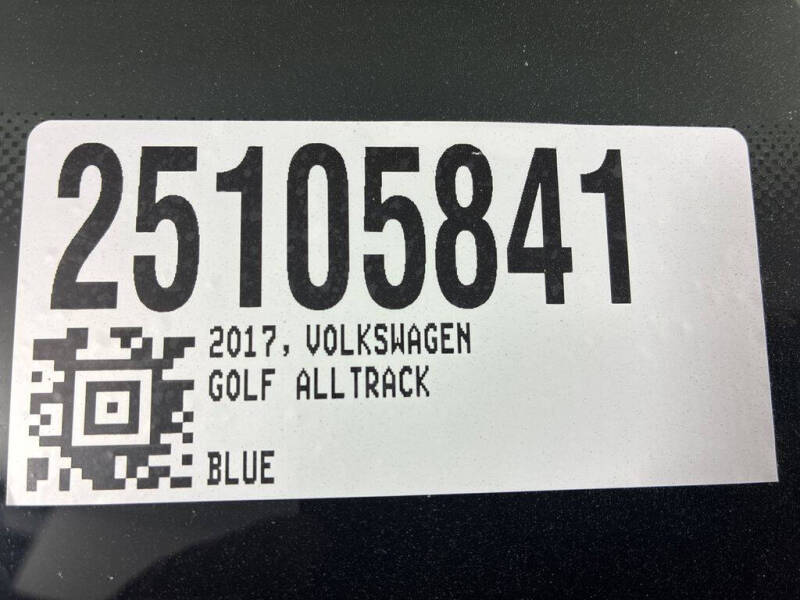 25105841
2017, VOLKSWAGEN
GOLF ALLTRACK
BLUE